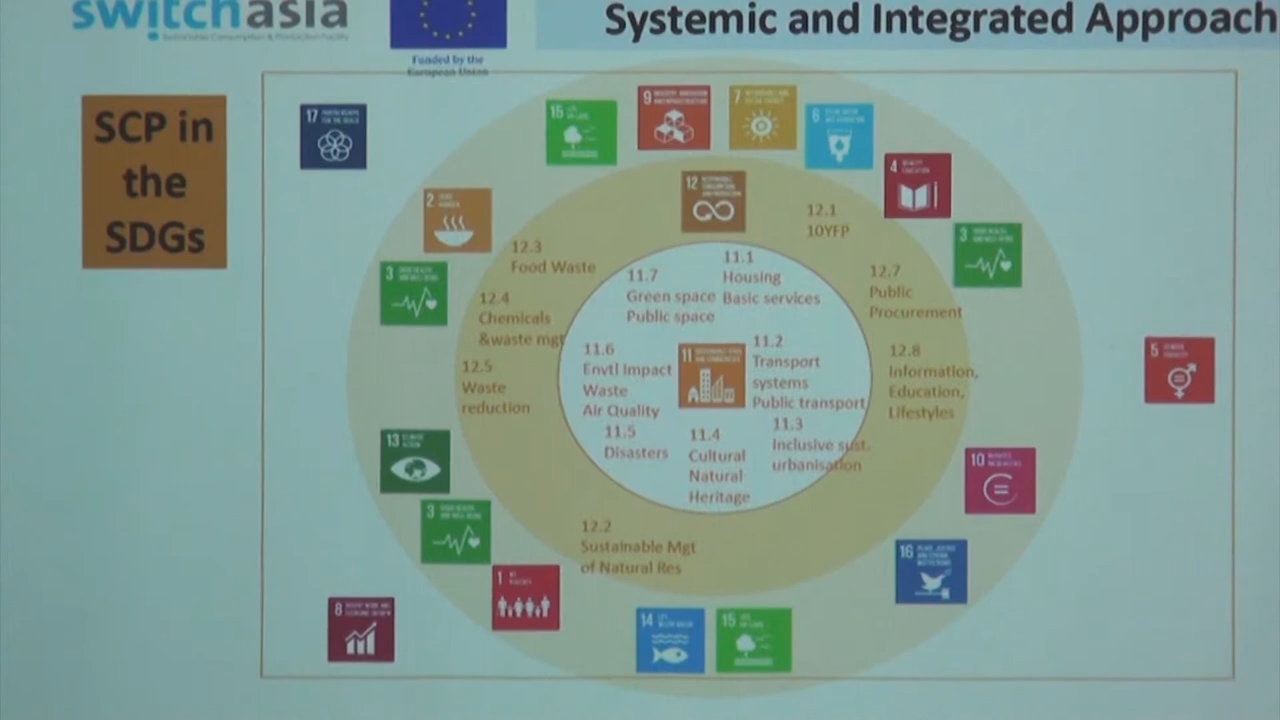 switchasia
Funded by the
European Union
Systemic and Integrated Approach
SCP in
the
SDGs
17
15
9
7
6
4
3
2
3
12
12.1
10YFP
12.3
Food Waste
12.4
Chemicals
&waste mgt
12.5
Waste
reduction
12.7
Public
Procurement
12.8
Information,
Education,
Lifestyles
12.2
Sustainable Mgt
of Natural Res
11.7
Green space
Public space
11.1
Housing
Basic services
11.6
Envtl Impact
Waste
Air Quality
11
11.2
Transport
systems
Public transport
11.5
Disasters
11.4
Cultural
Natural
Heritage
11.3
Inclusive sust.
urbanisation
5
13
10
3
16
1
8
14
15